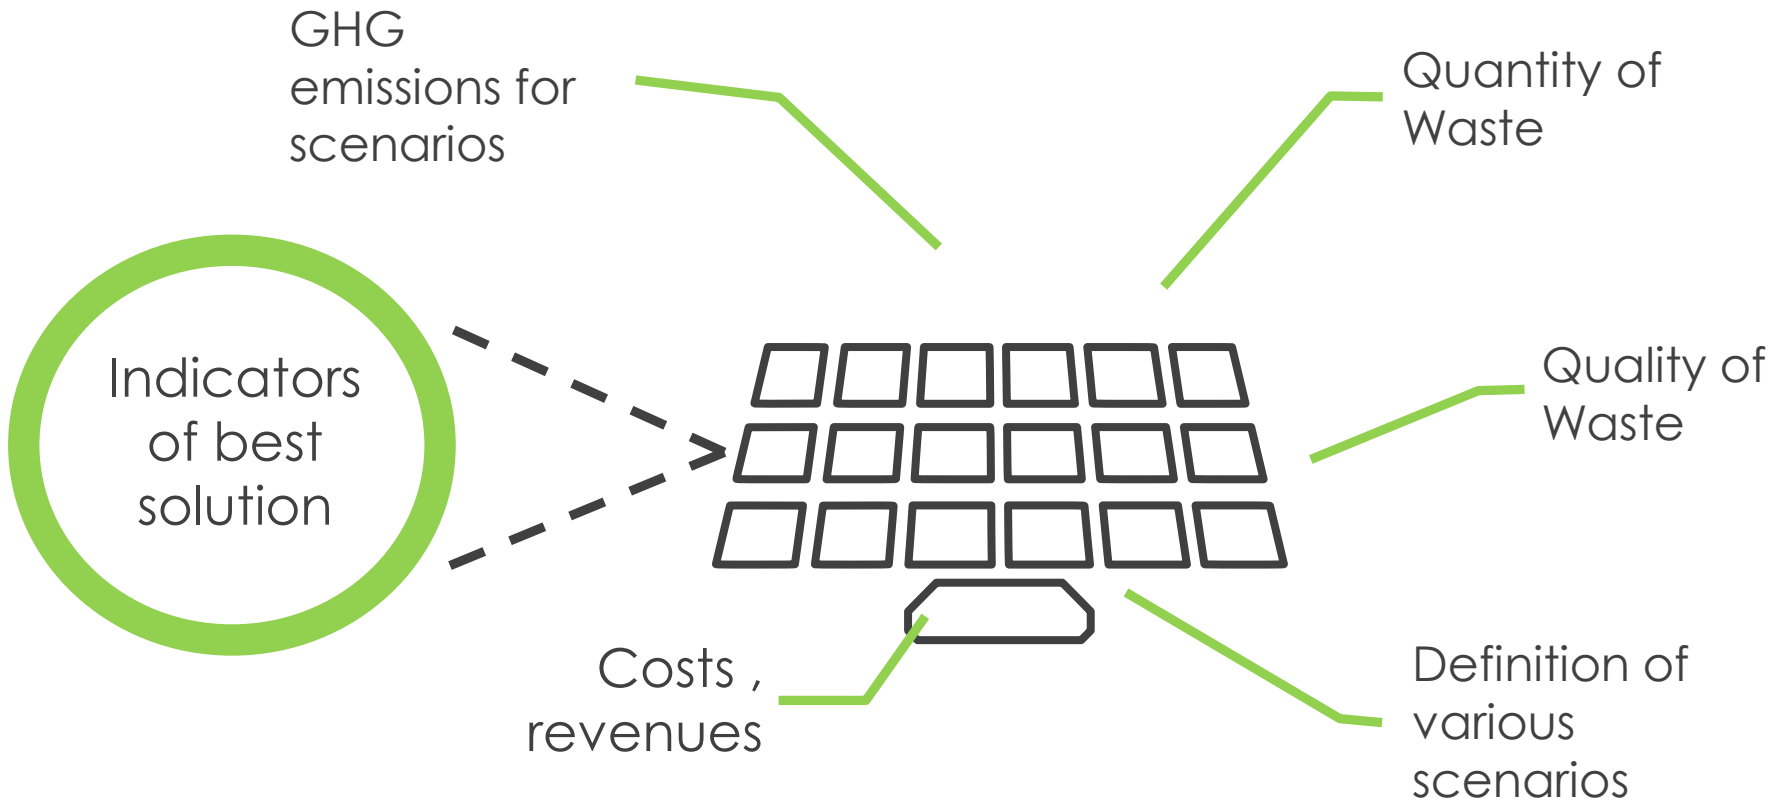 GHG
emissions for
scenarios
Quantity of
Waste
Indicators
of best
solution
Quality of
Waste
Costs ,
revenues
Definition of
various
scenarios